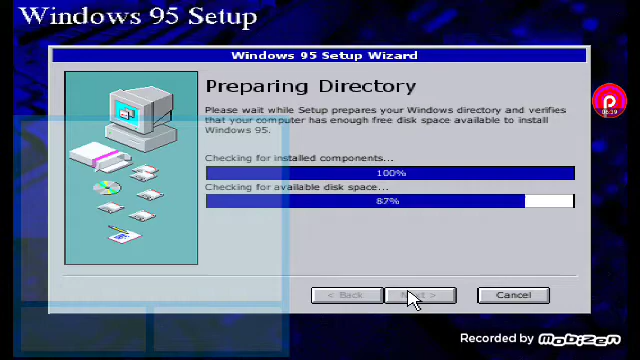 Windows 95 Setup
Windows 95 Setup Wizard
Preparing Directory
Please wait while Setup prepares your Windows directory and verifies
that your computer has enough free disk space available to install
Windows 95.
Checking for installed components...
100%
Checking for available disk space...
87%
< Back
Cancel
06:39
Recorded by Mobizen